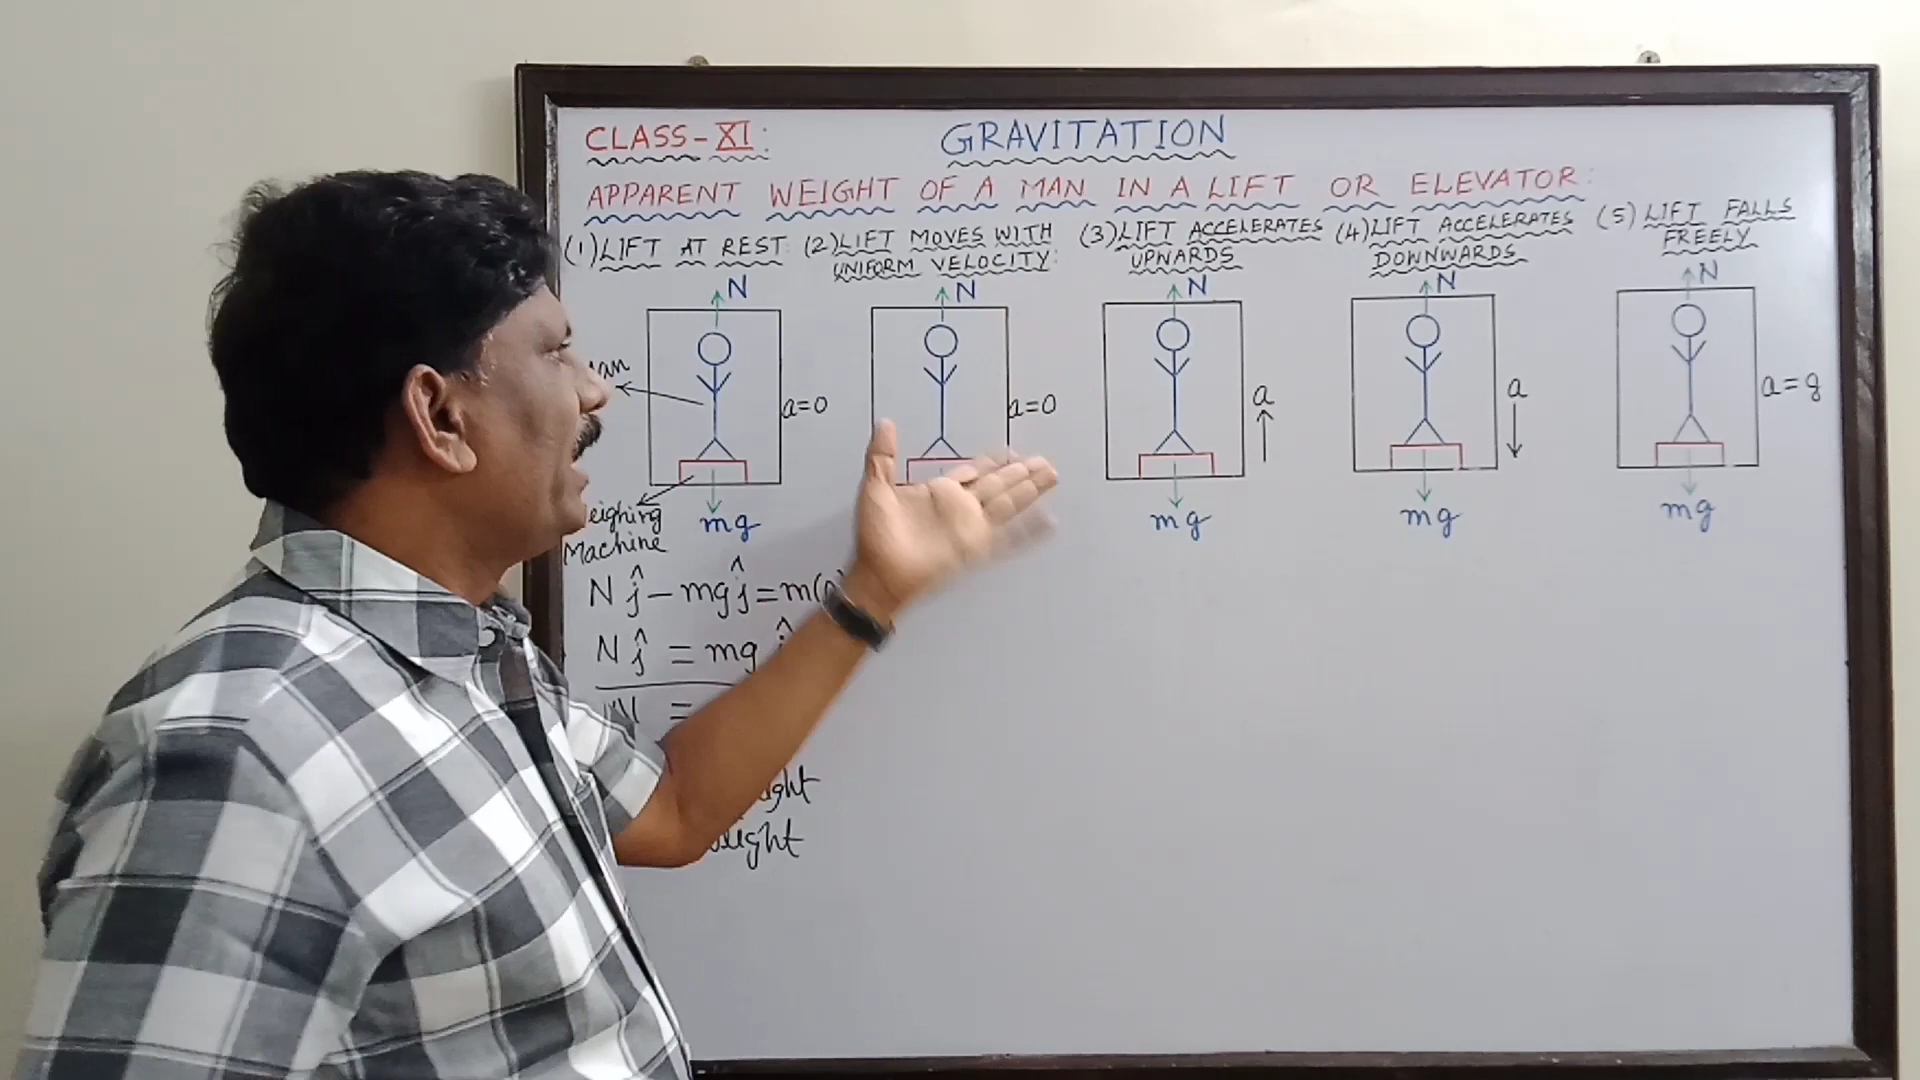 CLASS-XI:
GRAVITATION
APPARENT WEIGHT OF A MAN IN A LIFT OR ELEVATOR:
(1) LIFT AT REST:
(2) LIFT MOVES WITH
UNIFORM VELOCITY:
(3) LIFT ACCELERATES
UPWARDS
(4) LIFT ACCELERATES
DOWNWARDS
(5) LIFT FALLS
FREELY
N
N
N
N
N
a=0
a=0
a
a
a=g
Machine
mg
mg
mg
mg
N ĵ - mg ĵ = m(
N ĵ = mg
N =